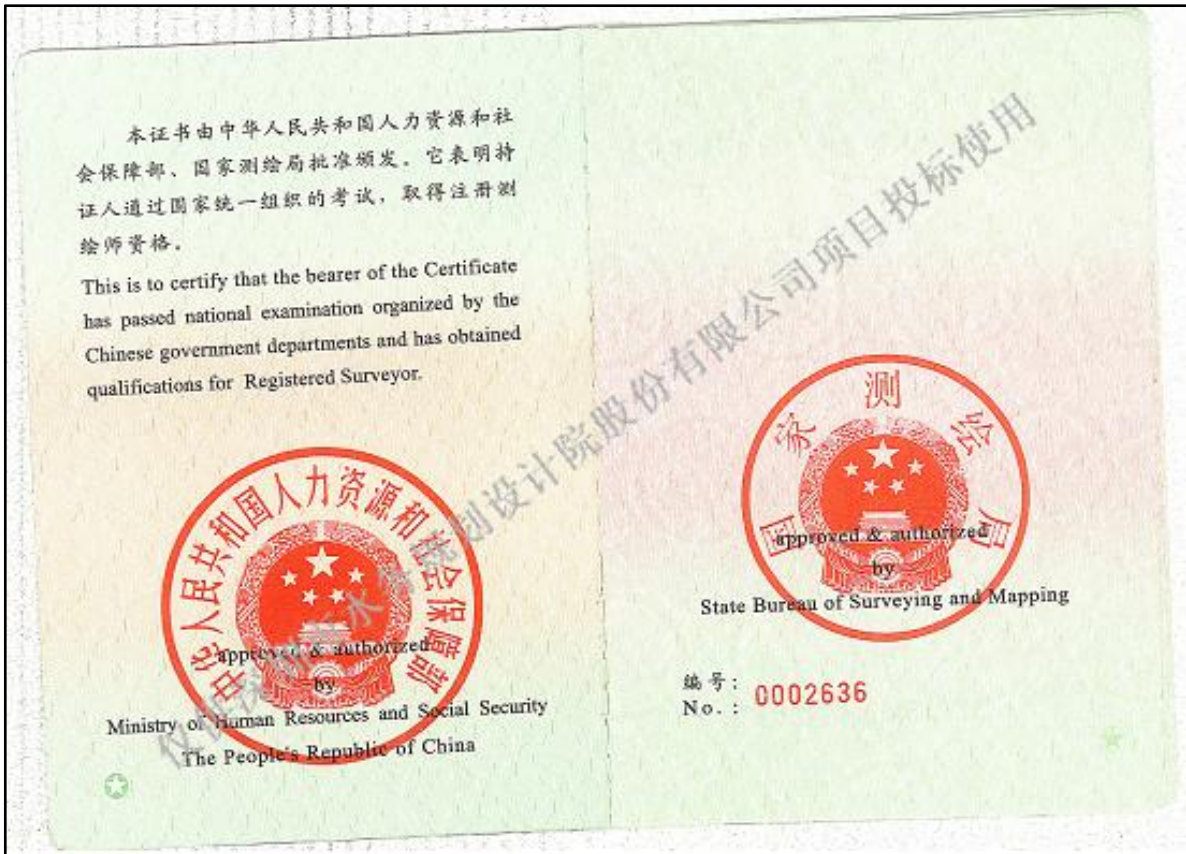 本证书由中华人民共和国人力资源和社
会保障部、国家测绘局批准颁发。它表明持
证人通过国家统一组织的考试，取得注册测
绘师资格。
This is to certify that the bearer of the Certificate
has passed national examination organized by the
Chinese government departments and has obtained
qualifications for Registered Surveyor.
中华人民共和国人力资源和社会保障部
approved & authorized
by
Ministry of Human Resources and Social Security
The People's Republic of China
国家测绘局
approved & authorized
by
State Bureau of Surveying and Mapping
编号：
No.： 0002636
划设计院股份有限公司项目投标使用